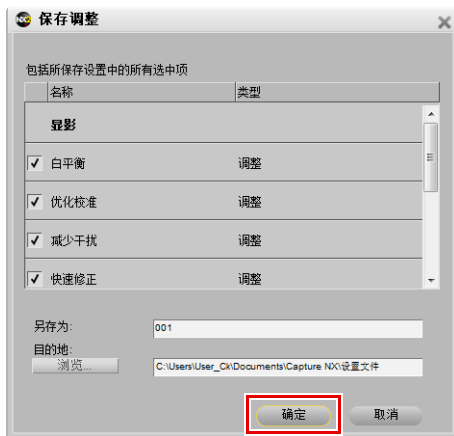 NX2 保存调整
包括所保存设置中的所有选中项
名称 类型
显影
白平衡 调整
优化校准 调整
减少干扰 调整
快速修正 调整
另存为: 001
目的地:
浏览... C:\Users\User_Ck\Documents\Capture NX\设置文件
确定 取消